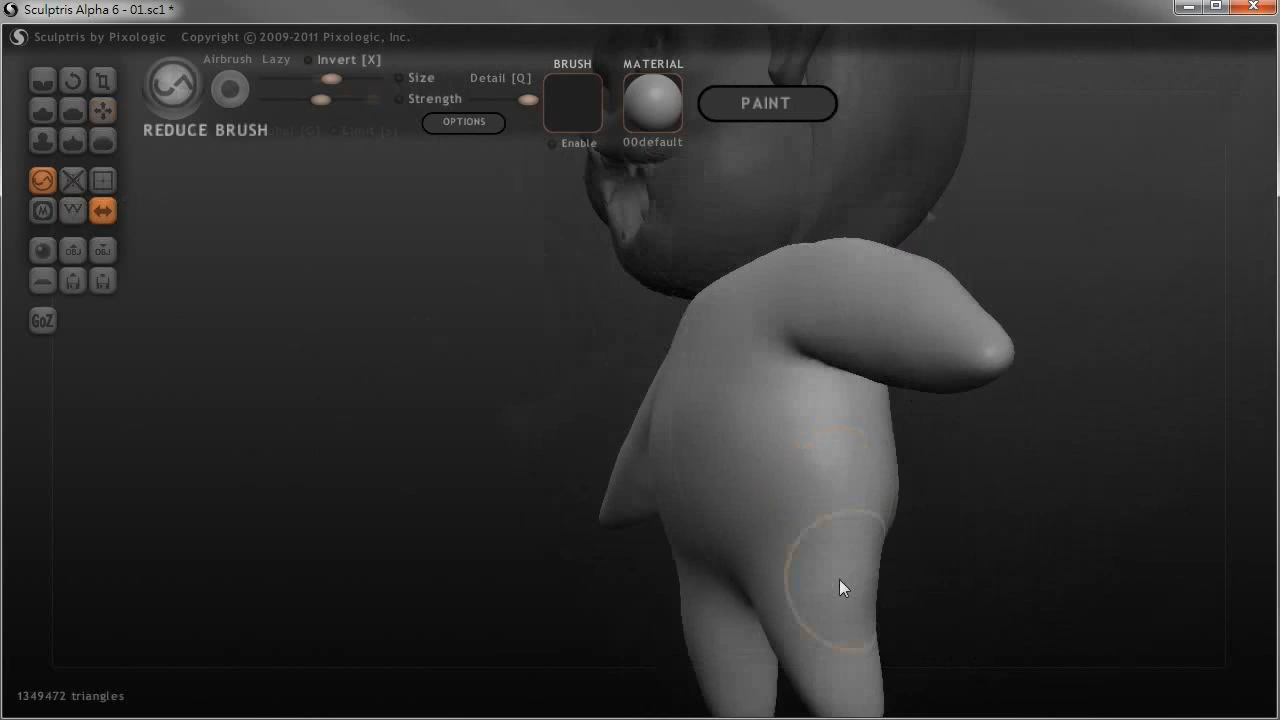 Sculptris Alpha 6 - 01.sc1 *
Sculptris by Pixologic Copyright © 2009-2011 Pixologic, Inc.
Airbrush Lazy Invert [X]
Size Detail [Q]
Strength
OPTIONS
REDUCE BRUSH
BRUSH
Enable
MATERIAL
00default
PAINT
M
OBJ OBJ
GoZ
1349472 triangles